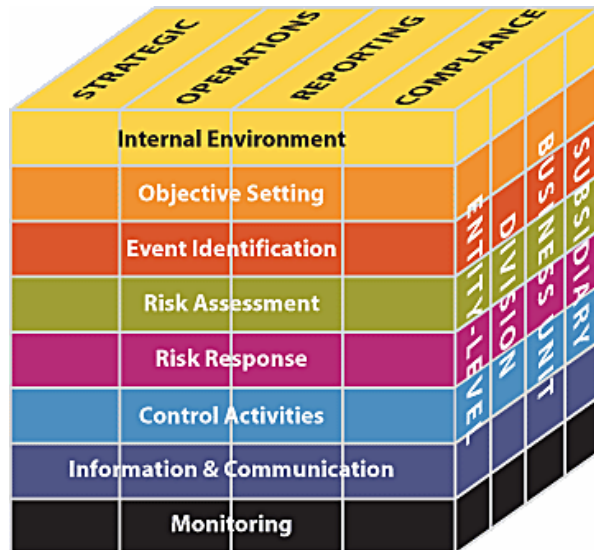 STRATEGIC
OPERATIONS
REPORTING
COMPLIANCE
Internal Environment
Objective Setting
Event Identification
Risk Assessment
Risk Response
Control Activities
Information & Communication
Monitoring
ENTITY-LEVEL
DIVISION
BUSINESS UNIT
SUBSIDIARY